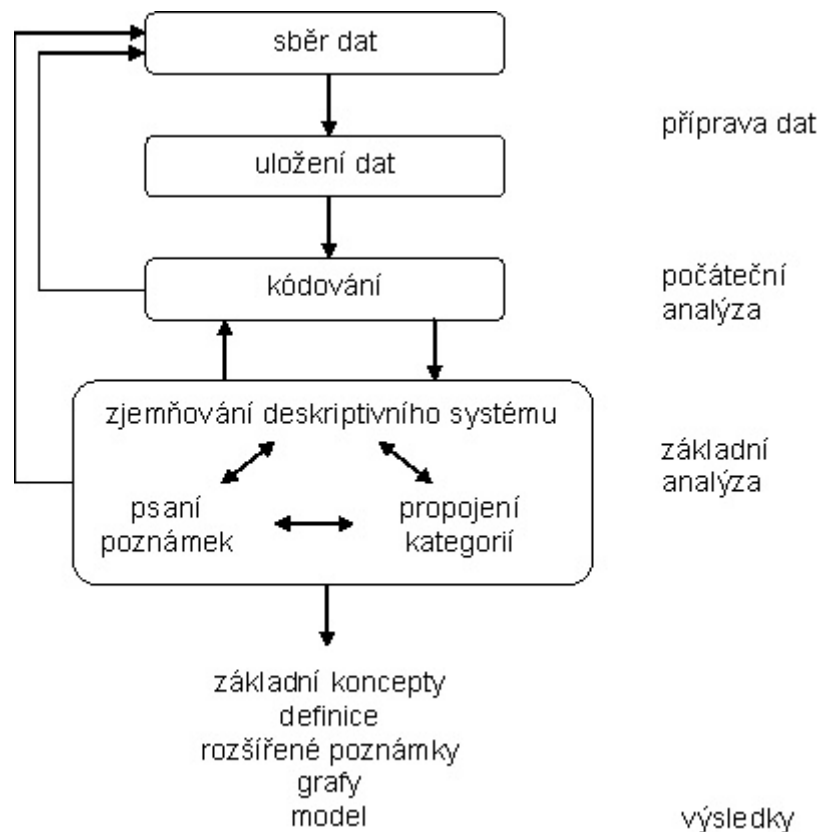 sběr dat
příprava dat
uložení dat
kódování
počáteční
analýza
zjemňování deskriptivního systému
základní
analýza
psaní
poznámek
propojení
kategorií
základní koncepty
definice
rozšířené poznámky
grafy
model
výsledky